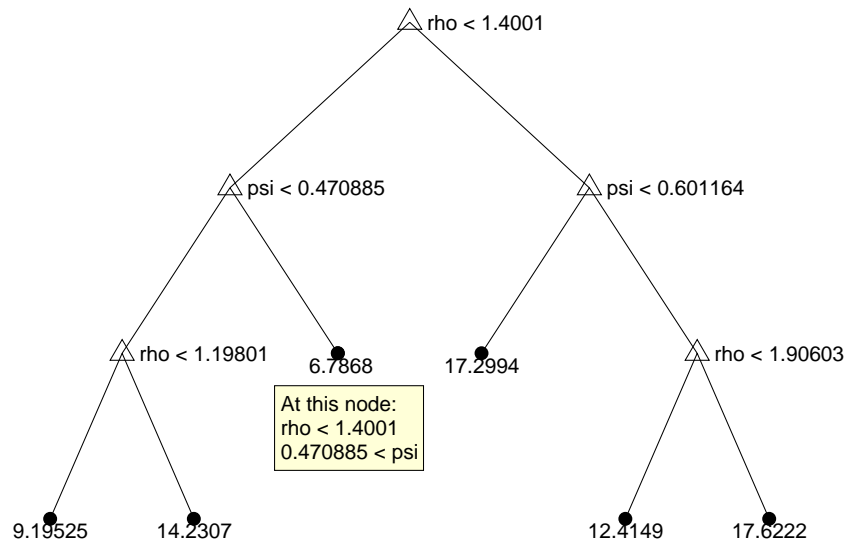 rho < 1.4001
psi < 0.470885
psi < 0.601164
rho < 1.19801
6.7868
17.2994
rho < 1.90603
At this node:
rho < 1.4001
0.470885 < psi
9.19525
14.2307
12.4149
17.6222